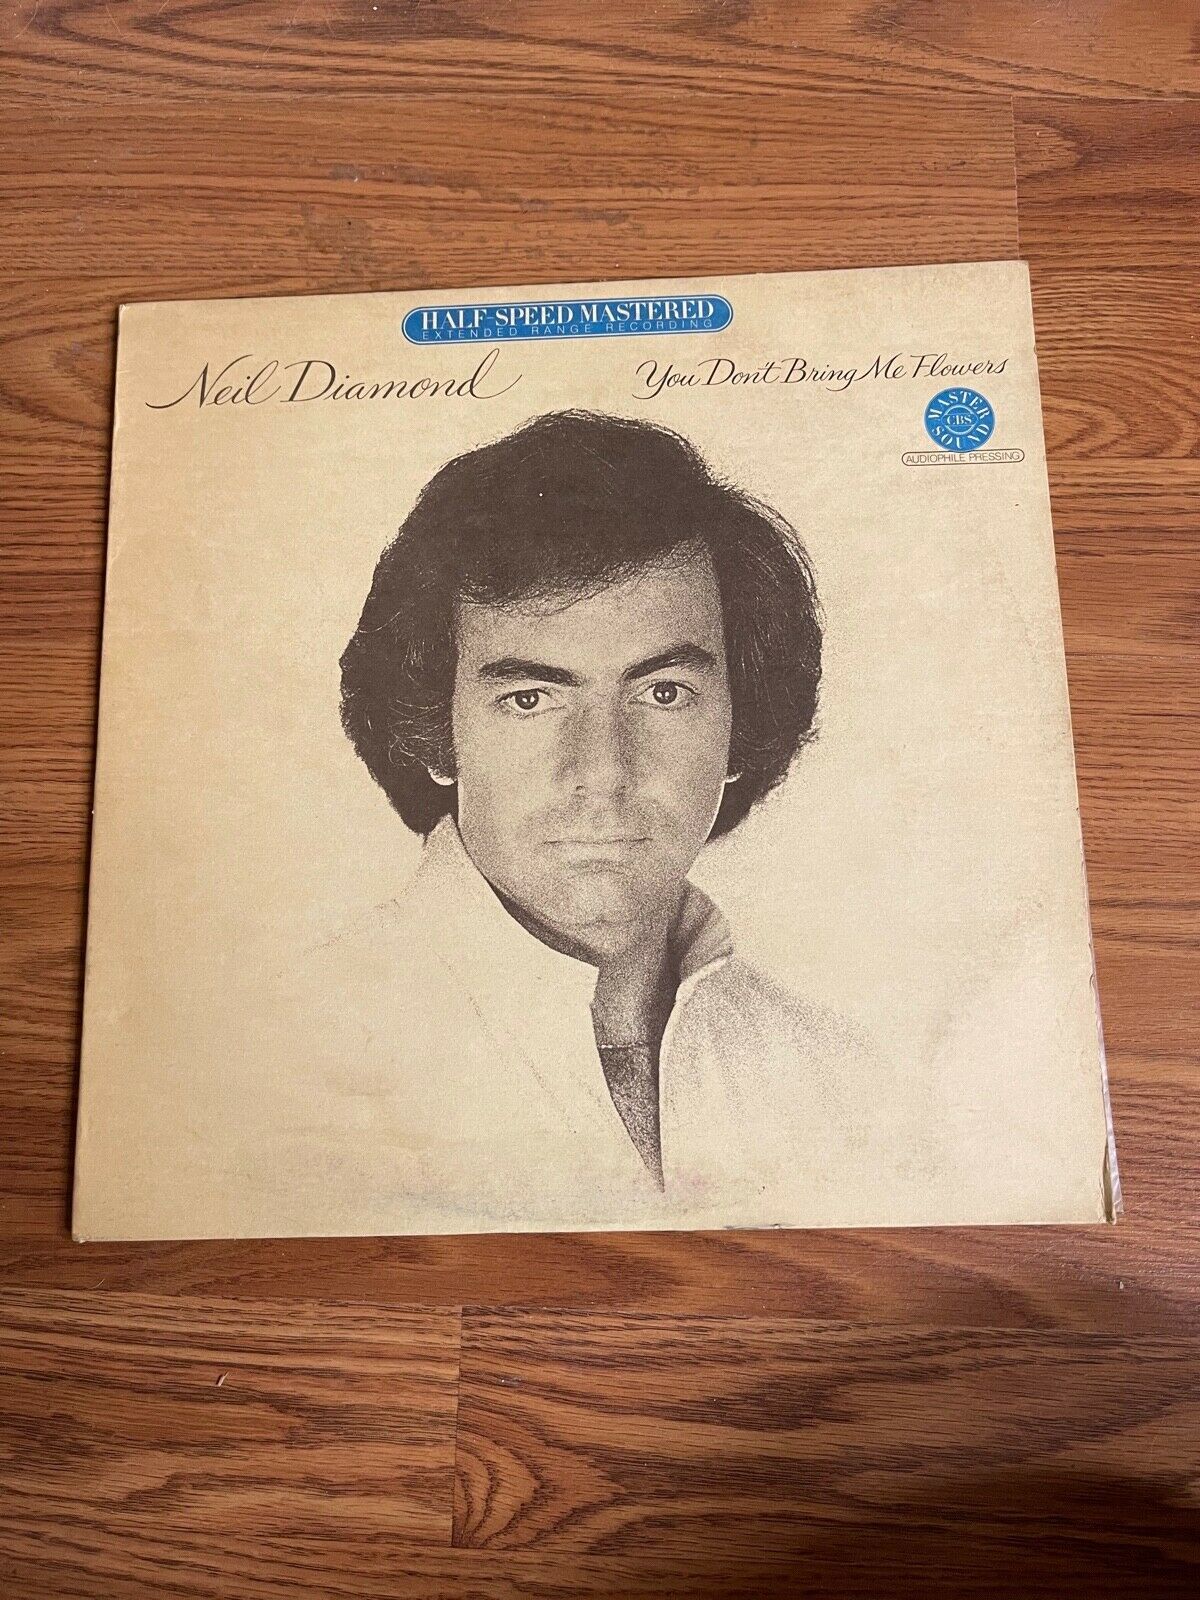 HALF-SPEED MASTERED
EXTENDED RANGE RECORDING
Neil Diamond
You Don't Bring Me Flowers
MASTER
CBS
SOUND
AUDIOPHILE PRESSING